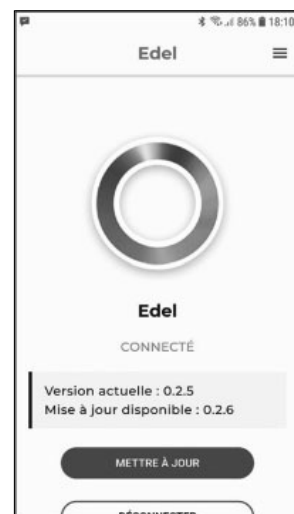 86% 18:10
Edel
Edel
CONNECTÉ
Version actuelle : 0.2.5
Mise à jour disponible : 0.2.6
METTRE À JOUR
DÉCONNECTER